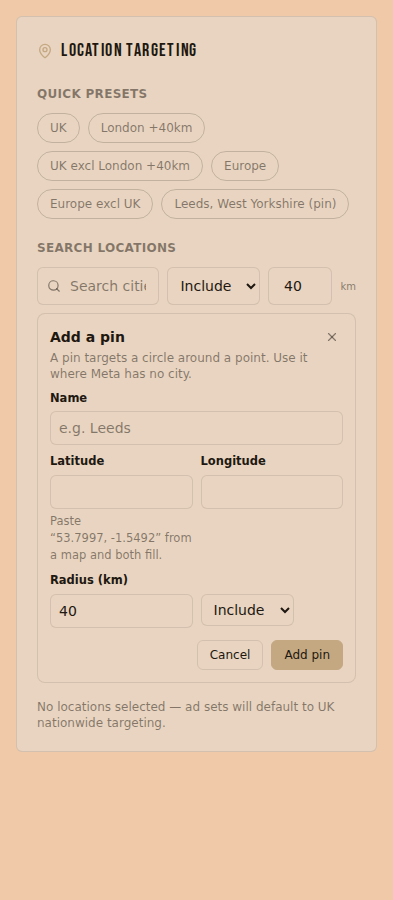 LOCATION TARGETING
QUICK PRESETS
UK
London +40km
UK excl London +40km
Europe
Europe excl UK
Leeds, West Yorkshire (pin)
SEARCH LOCATIONS
Search citi
Include
40
km
Add a pin
A pin targets a circle around a point. Use it
where Meta has no city.
Name
e.g. Leeds
Latitude
Longitude
Paste
“53.7997, -1.5492” from
a map and both fill.
Radius (km)
40
Include
Cancel
Add pin
No locations selected — ad sets will default to UK
nationwide targeting.